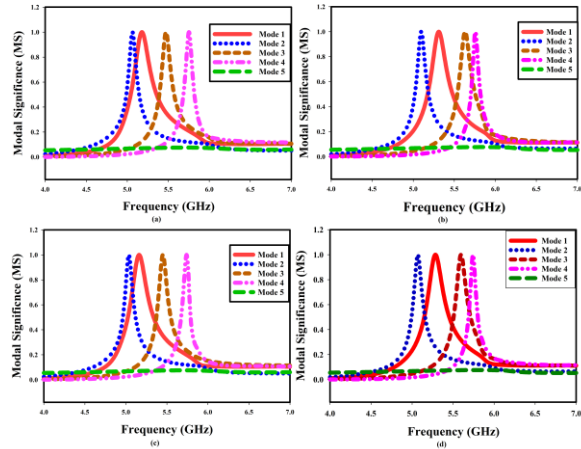 Modal Significance (MS)
1.2
1.0
0.8
0.6
0.4
0.2
0.0
Mode 1
Mode 2
Mode 3
Mode 4
Mode 5
4.0 4.5 5.0 5.5 6.0 6.5 7.0
Frequency (GHz)
(a)
Modal Significance (MS)
1.2
1.0
0.8
0.6
0.4
0.2
0.0
Mode 1
Mode 2
Mode 3
Mode 4
Mode 5
4.0 4.5 5.0 5.5 6.0 6.5 7.0
Frequency (GHz)
(b)
Modal Significance (MS)
1.2
1.0
0.8
0.6
0.4
0.2
0.0
Mode 1
Mode 2
Mode 3
Mode 4
Mode 5
4.0 4.5 5.0 5.5 6.0 6.5 7.0
Frequency (GHz)
(c)
Modal Significance (MS)
1.2
1.0
0.8
0.6
0.4
0.2
0.0
Mode 1
Mode 2
Mode 3
Mode 4
Mode 5
4.0 4.5 5.0 5.5 6.0 6.5 7.0
Frequency (GHz)
(d)